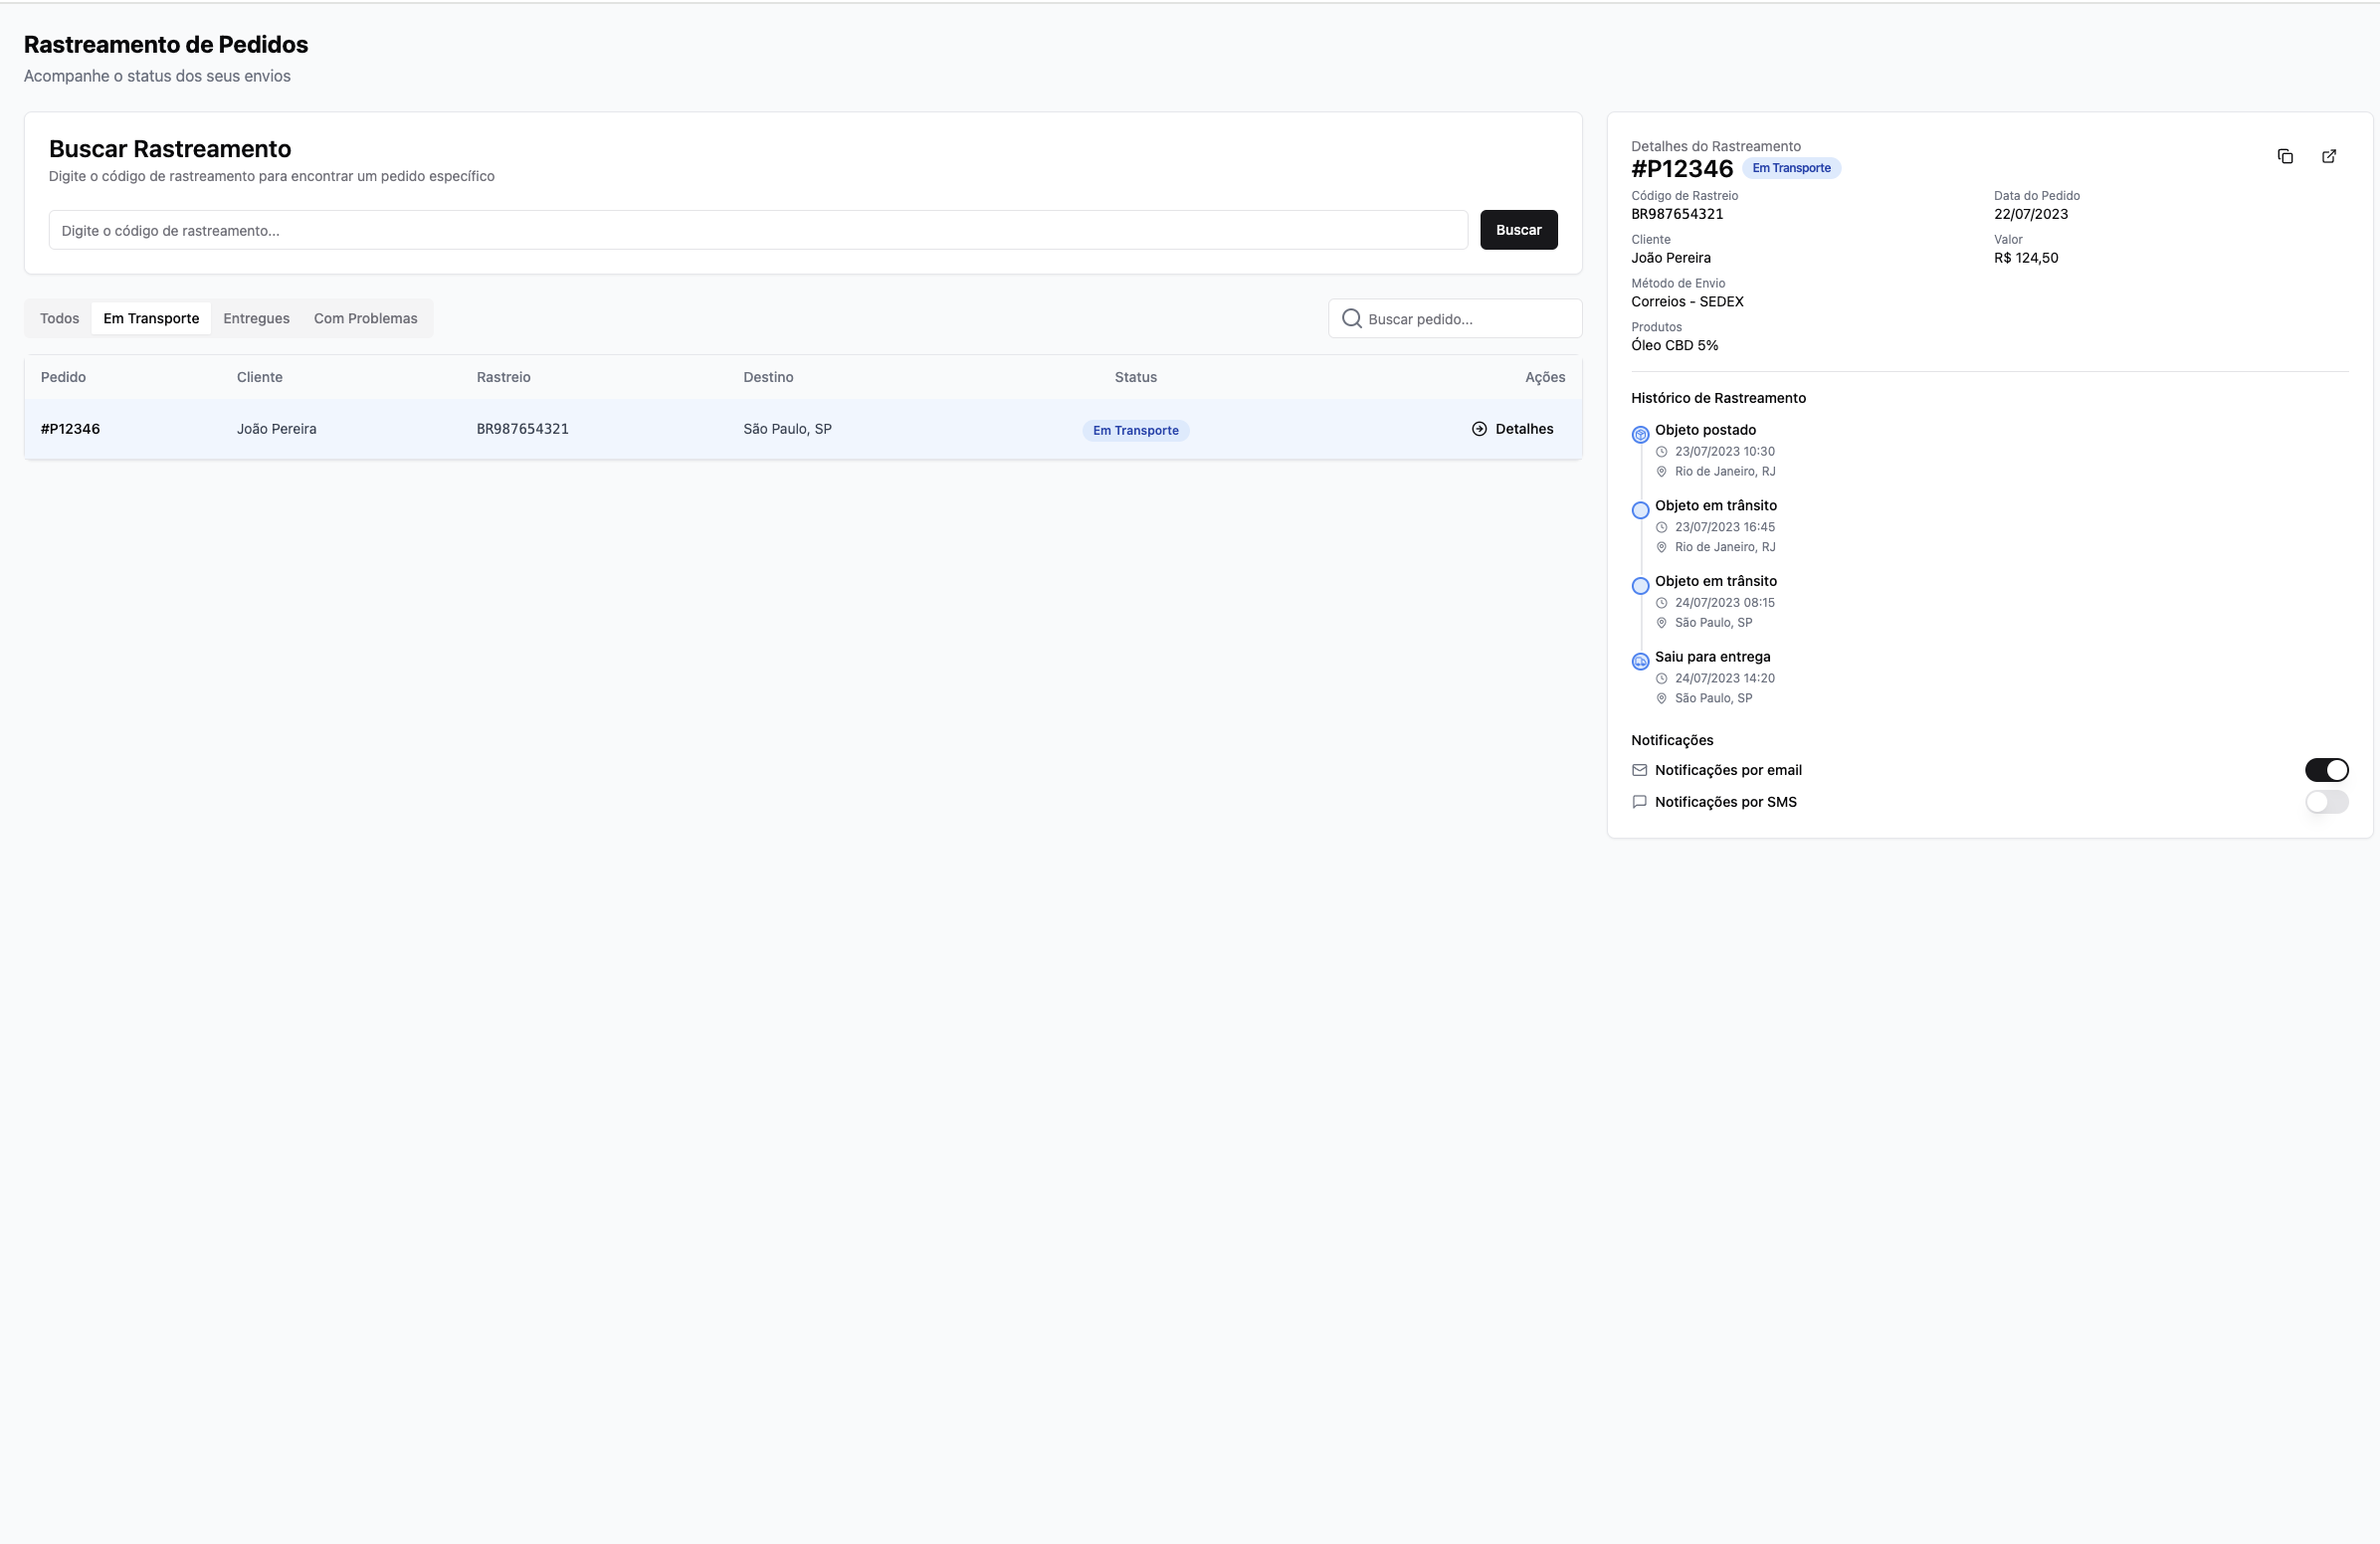 Rastreamento de Pedidos
Acompanhe o status dos seus envios
Buscar Rastreamento
Digite o código de rastreamento para encontrar um pedido específico
Digite o código de rastreamento...
Buscar
Todos
Em Transporte
Entregues
Com Problemas
Buscar pedido...
Pedido Cliente Rastreio Destino Status Ações
#P12346 João Pereira BR987654321 São Paulo, SP Em Transporte Detalhes
Detalhes do Rastreamento
#P12346 Em Transporte
Código de Rastreio
BR987654321
Data do Pedido
22/07/2023
Cliente
João Pereira
Valor
R$ 124,50
Método de Envio
Correios - SEDEX
Produtos
Óleo CBD 5%
Histórico de Rastreamento
Objeto postado
23/07/2023 10:30
Rio de Janeiro, RJ
Objeto em trânsito
23/07/2023 16:45
Rio de Janeiro, RJ
Objeto em trânsito
24/07/2023 08:15
São Paulo, SP
Saiu para entrega
24/07/2023 14:20
São Paulo, SP
Notificações
Notificações por email
Notificações por SMS